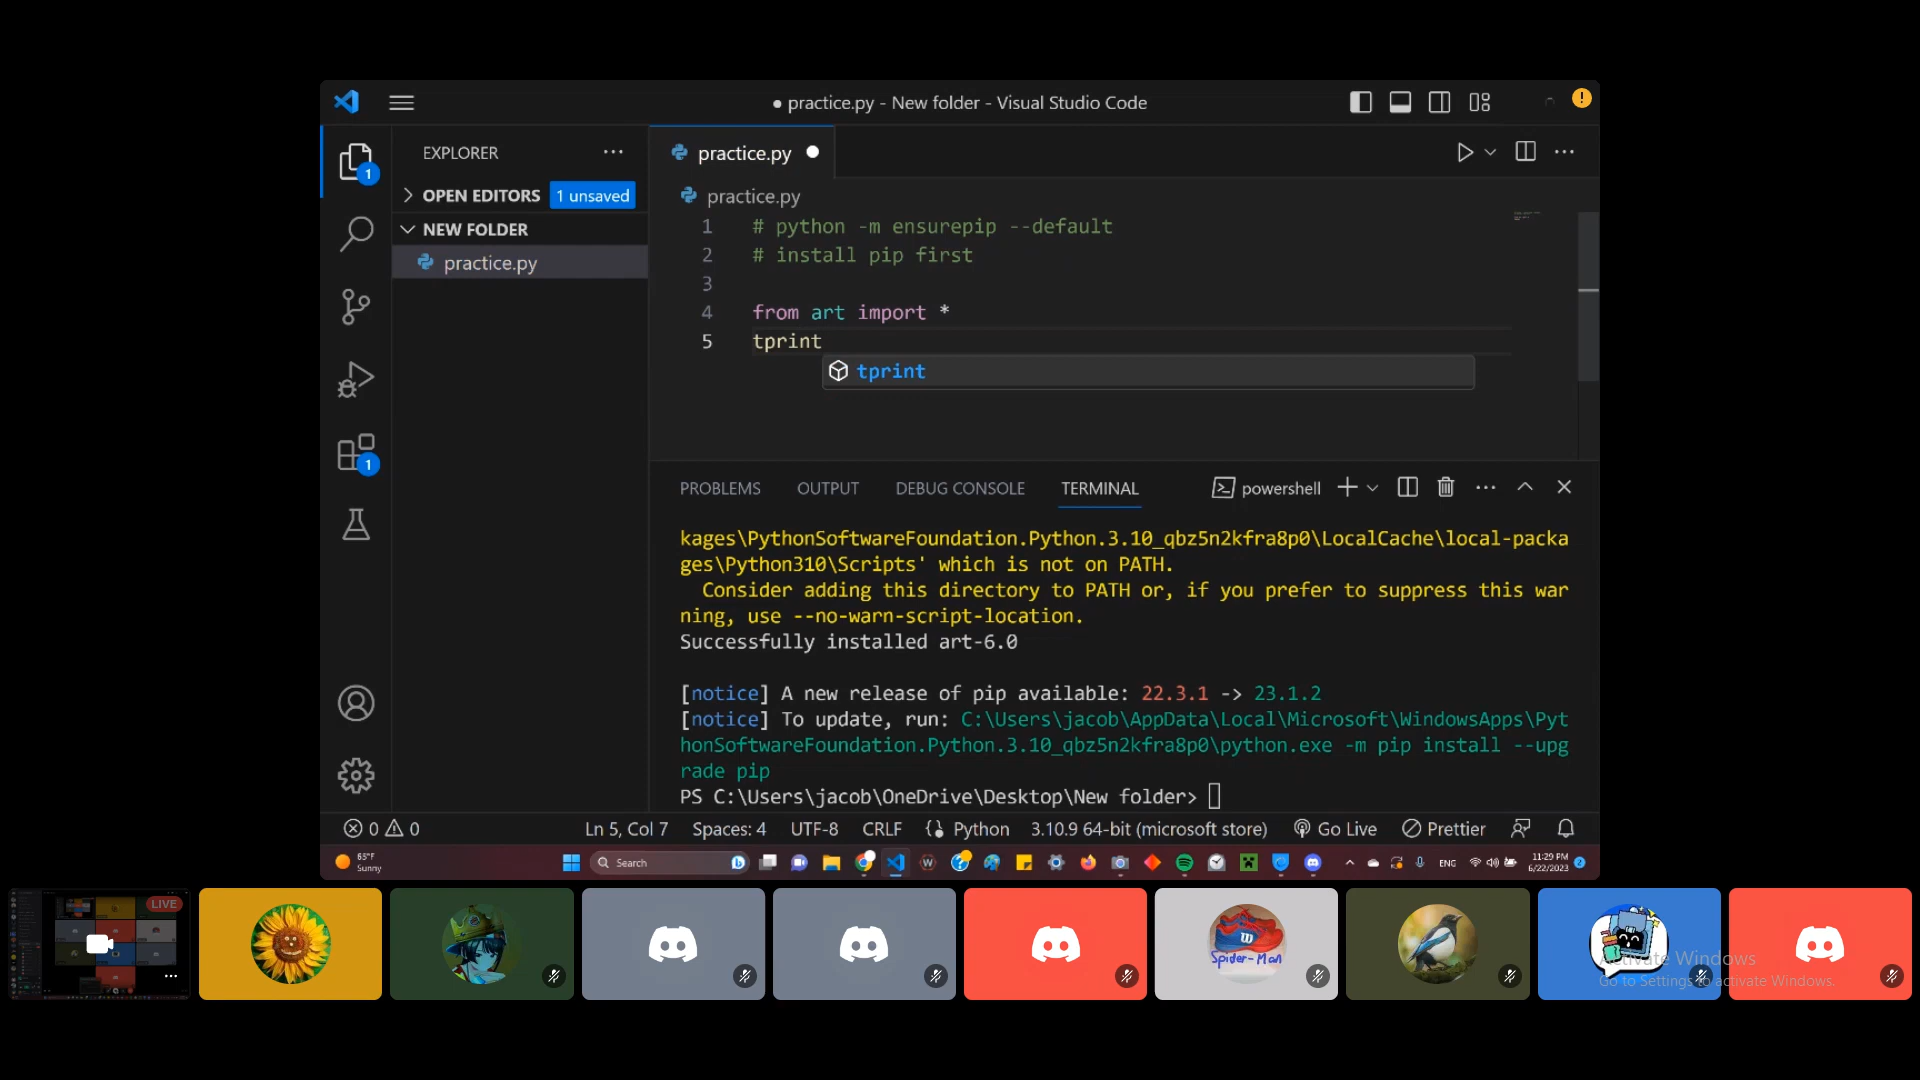 ● practice.py - New folder - Visual Studio Code
EXPLORER
practice.py
OPEN EDITORS 1 unsaved
NEW FOLDER
practice.py
practice.py
1 # python -m ensurepip --default
2 # install pip first
3
4 from art import *
5 tprint
tprint
1
1
PROBLEMS OUTPUT DEBUG CONSOLE TERMINAL powershell
kages\PythonSoftwareFoundation.Python.3.10_qbz5n2kfra8p0\LocalCache\local-packa
ges\Python310\Scripts' which is not on PATH.
Consider adding this directory to PATH or, if you prefer to suppress this war
ning, use --no-warn-script-location.
Successfully installed art-6.0
[notice] A new release of pip available: 22.3.1 -> 23.1.2
[notice] To update, run: C:\Users\jacob\AppData\Local\Microsoft\WindowsApps\Pyt
honSoftwareFoundation.Python.3.10_qbz5n2kfra8p0\python.exe -m pip install --upg
rade pip
PS C:\Users\jacob\OneDrive\Desktop\New folder>
0 0 Ln 5, Col 7 Spaces: 4 UTF-8 CRLF Python 3.10.9 64-bit (microsoft store) Go Live Prettier
65°F
Sunny
Search
ENG
11:29 PM
6/22/2023
2
LIVE
W
Spider-Man
Activate Windows
Go to Settings to activate Windows.